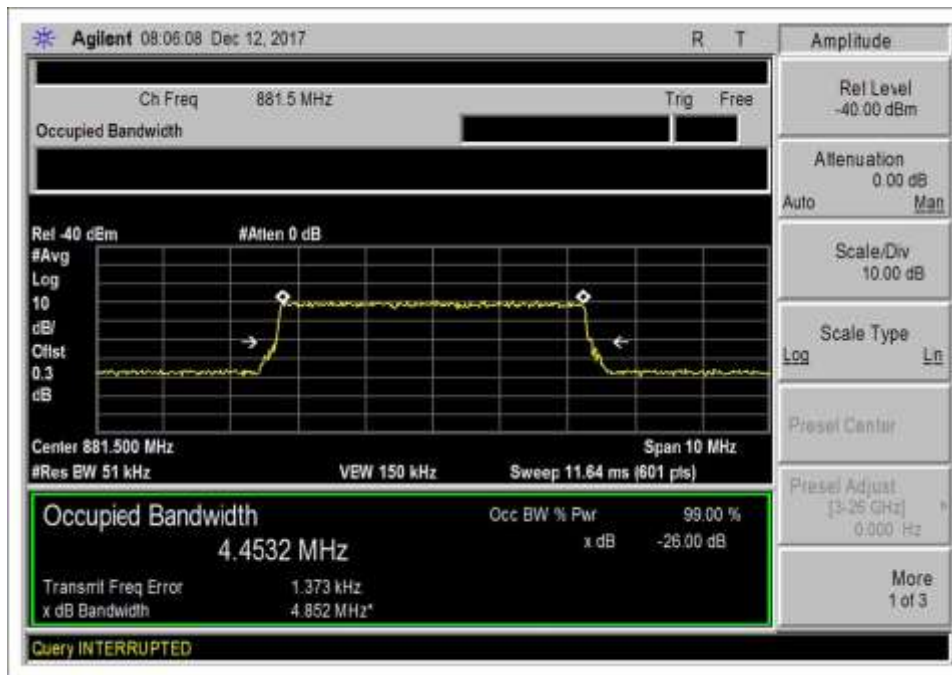 Agilent 08:06:08 Dec 12, 2017 R T
Ch Freq 881.5 MHz Trig Free
Occupied Bandwidth
Ref -40 dBm #Atten 0 dB
#Avg
Log
10
dB/
Offst
0.3
dB
Center 881.500 MHz Span 10 MHz
#Res BW 51 kHz VBW 150 kHz Sweep 11.64 ms (601 pts)
Occupied Bandwidth Occ BW % Pwr 99.00 %
4.4532 MHz x dB -26.00 dB
Transmit Freq Error 1.373 kHz
x dB Bandwidth 4.852 MHz*
Query INTERRUPTED
Amplitude
Ref Level
-40.00 dBm
Attenuation
0.00 dB
Auto Man
Scale/Div
10.00 dB
Scale Type
Log Lin
Presel Center
Presel Adjust
[3-26 GHz]
0.000 Hz
More
1 of 3